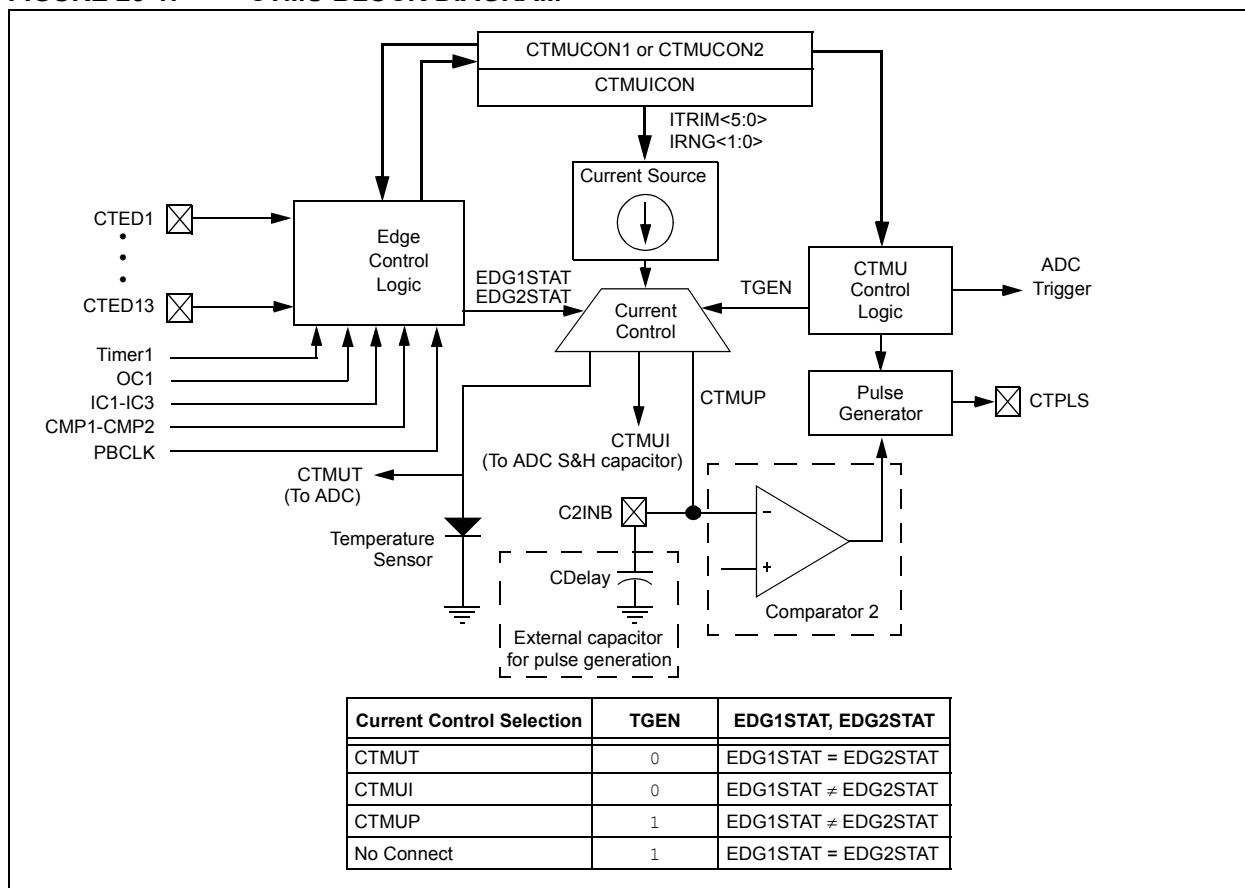 CTMUCON1 or CTMUCON2
CTMUICON
ITRIM<5:0>
IRNG<1:0>
Current Source
CTED1
CTED13
Edge
Control
Logic
EDG1STAT
EDG2STAT
Current
Control
TGEN
CTMU
Control
Logic
ADC
Trigger
Timer1
OC1
IC1-IC3
CMP1-CMP2
PBCLK
CTMUT
(To ADC)
CTMUI
(To ADC S&H capacitor)
CTMUP
Pulse
Generator
CTPLS
C2INB
Temperature
Sensor
CDelay
External capacitor
for pulse generation
-
+
Comparator 2
Current Control Selection TGEN EDG1STAT, EDG2STAT
CTMUT 0 EDG1STAT = EDG2STAT
CTMUI 0 EDG1STAT ≠ EDG2STAT
CTMUP 1 EDG1STAT ≠ EDG2STAT
No Connect 1 EDG1STAT = EDG2STAT